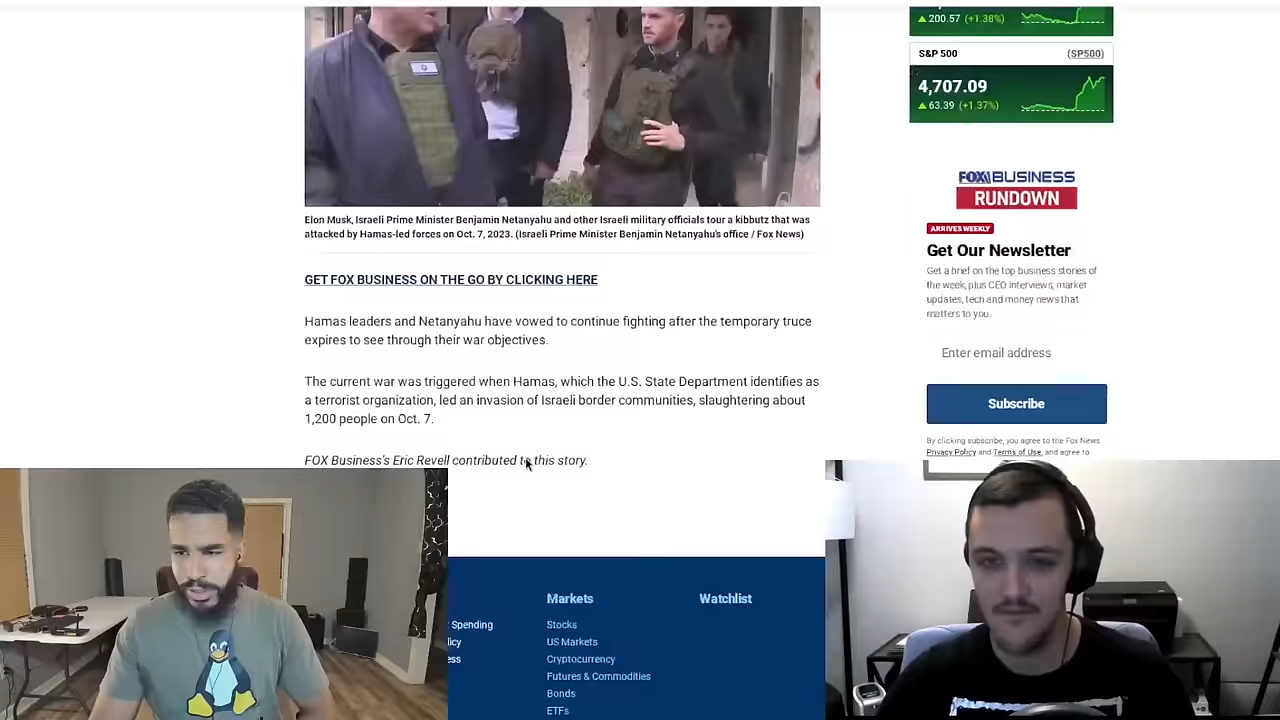 200.57 (+1.38%)
S&P 500 (SP500)
4,707.09
63.39 (+1.37%)
FOX BUSINESS
RUNDOWN
ARRIVES WEEKLY
Get Our Newsletter
Get a brief on the top business stories of
the week, plus CEO interviews, market
updates, tech and money news that
matters to you.
Enter email address
Subscribe
By clicking subscribe, you agree to the Fox News
Privacy Policy and Terms of Use, and agree to
Elon Musk, Israeli Prime Minister Benjamin Netanyahu and other Israeli military officials tour a kibbutz that was
attacked by Hamas-led forces on Oct. 7, 2023. (Israeli Prime Minister Benjamin Netanyahu's office / Fox News)
GET FOX BUSINESS ON THE GO BY CLICKING HERE
Hamas leaders and Netanyahu have vowed to continue fighting after the temporary truce
expires to see through their war objectives.
The current war was triggered when Hamas, which the U.S. State Department identifies as
a terrorist organization, led an invasion of Israeli border communities, slaughtering about
1,200 people on Oct. 7.
FOX Business's Eric Revell contributed to this story.
Spending
Markets
Stocks
US Markets
Cryptocurrency
Futures & Commodities
Bonds
ETFs
Watchlist